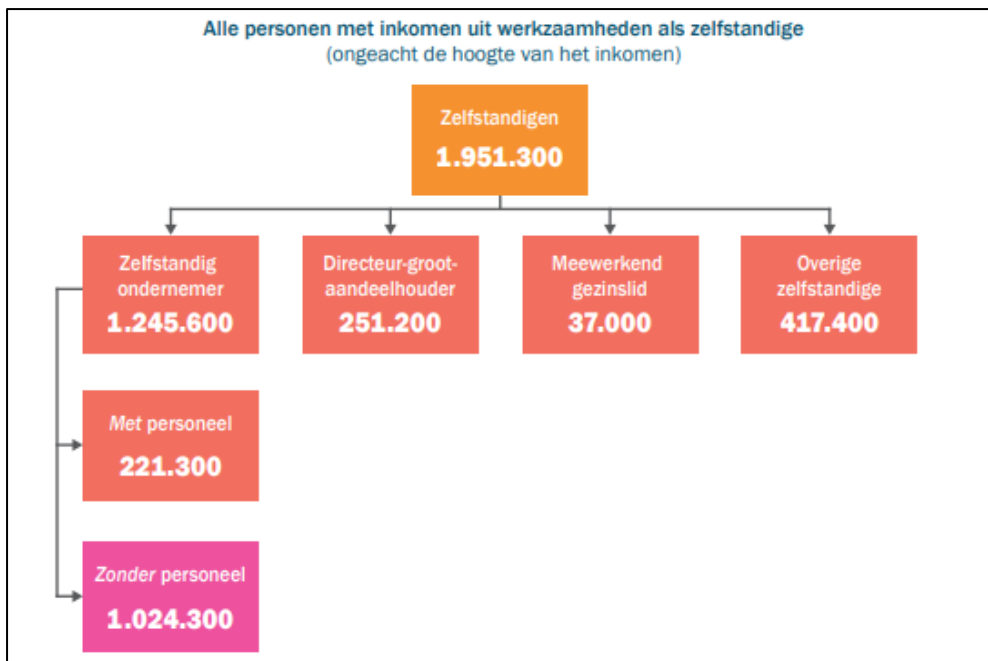 Alle personen met inkomen uit werkzaamheden als zelfstandige
(ongeacht de hoogte van het inkomen)
Zelfstandigen
1.951.300
Zelfstandig
ondernemer
1.245.600
Directeur-groot-
aandeelhouder
251.200
Meewerkend
gezinslid
37.000
Overige
zelfstandige
417.400
Met personeel
221.300
Zonder personeel
1.024.300